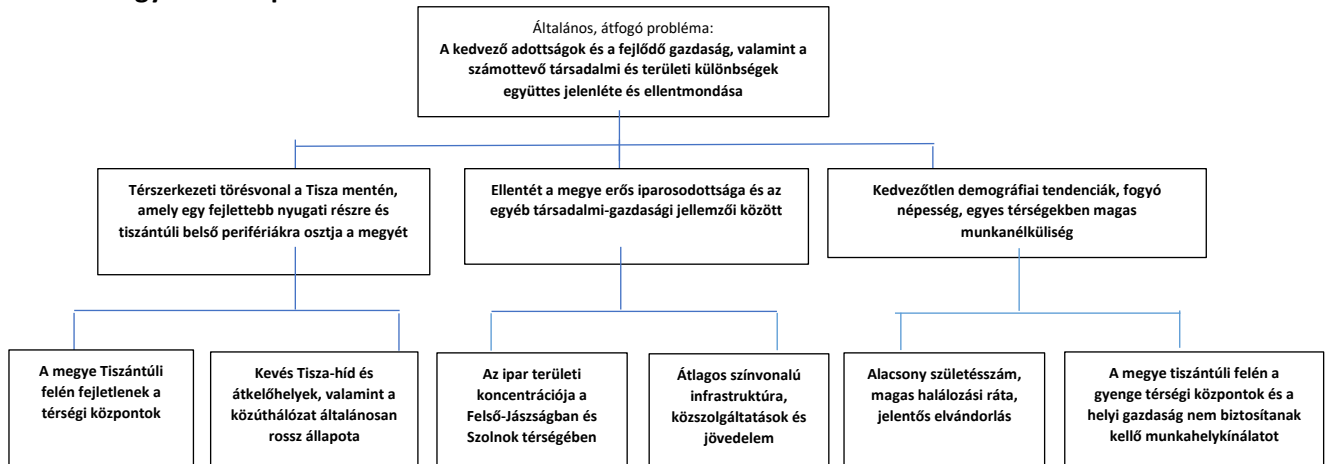 Általános, átfogó probléma:
A kedvező adottságok és a fejlődő gazdaság, valamint a
számottevő társadalmi és területi különbségek
együttes jelenléte és ellentmondása
Térszerkezeti törésvonal a Tisza mentén,
amely egy fejlettebb nyugati részre és
tiszántúli belső perifériákra osztja a megyét
Ellentét a megye erős iparosodottsága és az
egyéb társadalmi-gazdasági jellemzői között
Kedvezőtlen demográfiai tendenciák, fogyó
népesség, egyes térségekben magas
munkanélküliség
A megye Tiszántúli
felén fejletlenek a
térségi központok
Kevés Tisza-híd és
átkelőhelyek, valamint a
közúthálózat általánosan
rossz állapota
Az ipar területi
koncentrációja a
Felső-Jászságban és
Szolnok térségében
Átlagos színvonalú
infrastruktúra,
közszolgáltatások és
jövedelem
Alacsony születésszám,
magas halálozási ráta,
jelentős elvándorlás
A megye tiszántúli felén a
gyenge térségi központok és a
helyi gazdaság nem biztosítanak
kellő munkahelykínálatot